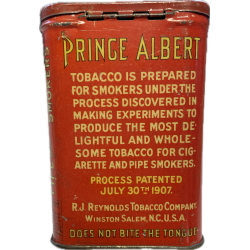 PRINCE ALBERT
TOBACCO IS PREPARED
FOR SMOKERS UNDER THE
PROCESS DISCOVERED IN
MAKING EXPERIMENTS TO
PRODUCE THE MOST DE-
LIGHTFUL AND WHOLE-
SOME TOBACCO FOR CIG-
ARETTE AND PIPE SMOKERS.
PROCESS PATENTED
JULY 30TH 1907.
R.J. REYNOLDS TOBACCO COMPANY.
WINSTON SALEM, N.C., U.S.A.
DOES NOT BITE THE TONGUE